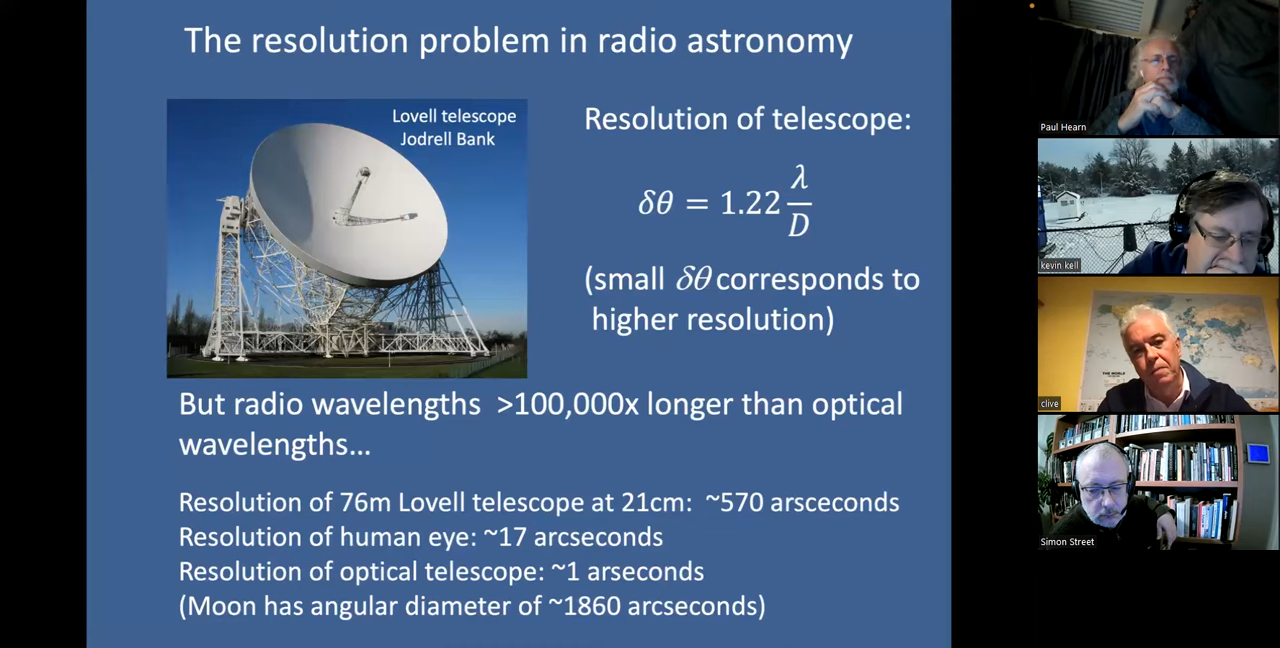 The resolution problem in radio astronomy
Lovell telescope
Jodrell Bank
Resolution of telescope:
δθ = 1.22 λ/D
(small δθ corresponds to
higher resolution)
But radio wavelengths >100,000x longer than optical
wavelengths...
Resolution of 76m Lovell telescope at 21cm: ~570 arsceconds
Resolution of human eye: ~17 arcseconds
Resolution of optical telescope: ~1 arseconds
(Moon has angular diameter of ~1860 arcseconds)
Paul Hearn
kevin kell
THE WORLD
clive
Simon Street